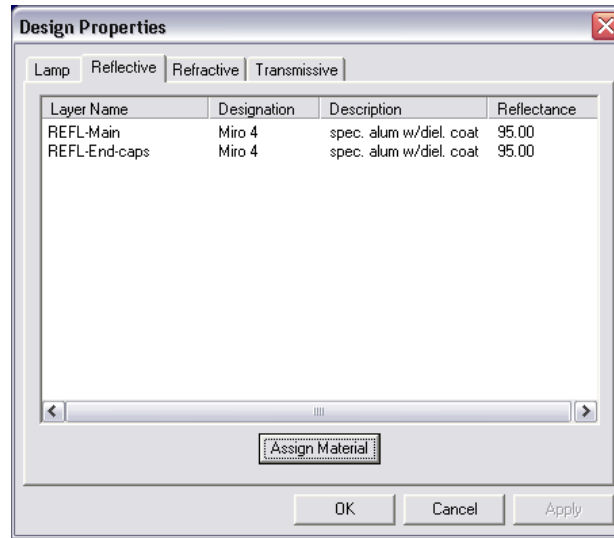 Design Properties
Lamp Reflective Refractive Transmissive
Layer Name Designation Description Reflectance
REFL-Main Miro 4 spec. alum w/diel. coat 95.00
REFL-End-caps Miro 4 spec. alum w/diel. coat 95.00
Assign Material
OK Cancel Apply